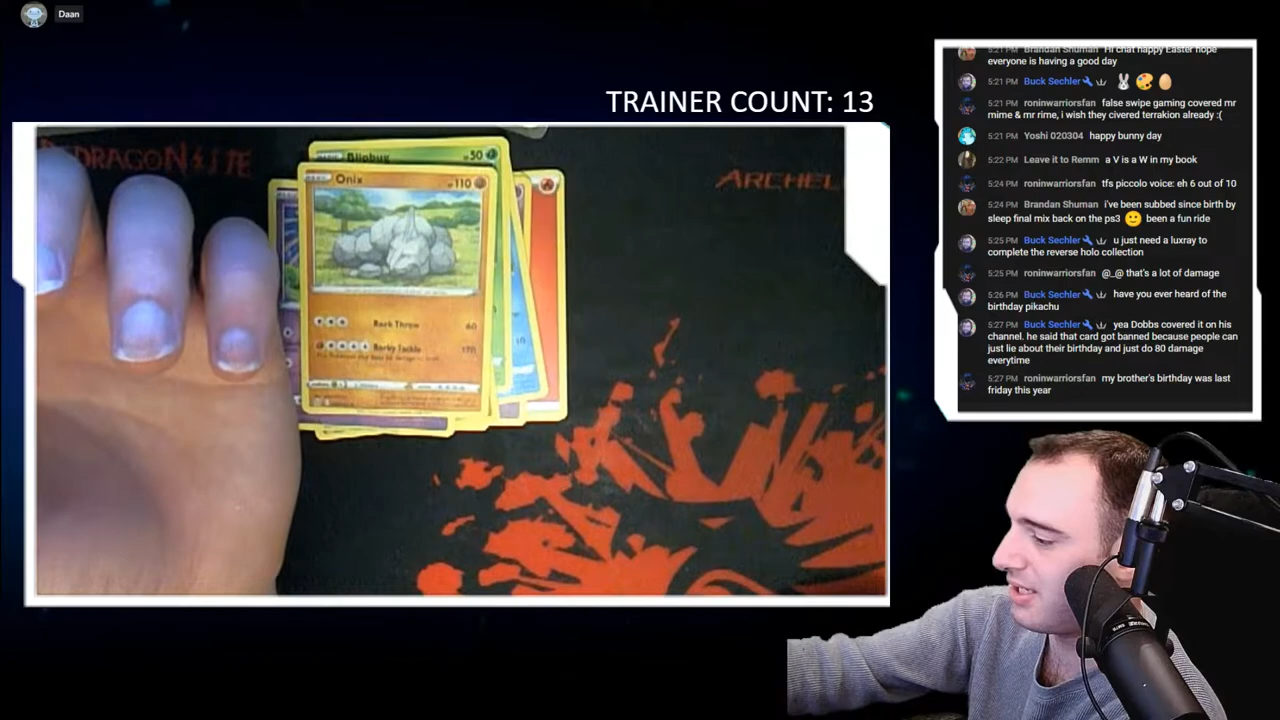 Daan
TRAINER COUNT: 13
REDRAGON
ARCHEL
Blipbug
50
Onix
HP 110
Rock Throw 60
Rocky Tackle 170
5:21 PM Brandan Shuman Hi chat happy Easter hope
everyone is having a good day
5:21 PM Buck Sechler 🐰 🎨 🥚
5:21 PM roninwarriorsfan false swipe gaming covered mr
mime & mr rime, i wish they civered terrakion already :(
5:21 PM Yoshi 020304 happy bunny day
5:22 PM Leave it to Remm a V is a W in my book
5:24 PM roninwarriorsfan tfs piccolo voice: eh 6 out of 10
5:24 PM Brandan Shuman i've been subbed since birth by
sleep final mix back on the ps3 🙂 been a fun ride
5:25 PM Buck Sechler u just need a luxray to
complete the reverse holo collection
5:25 PM roninwarriorsfan @_@ that's a lot of damage
5:26 PM Buck Sechler have you ever heard of the
birthday pikachu
5:27 PM Buck Sechler yea Dobbs covered it on his
channel. he said that card got banned because people can
just lie about their birthday and just do 80 damage
everytime
5:27 PM roninwarriorsfan my brother's birthday was last
friday this year